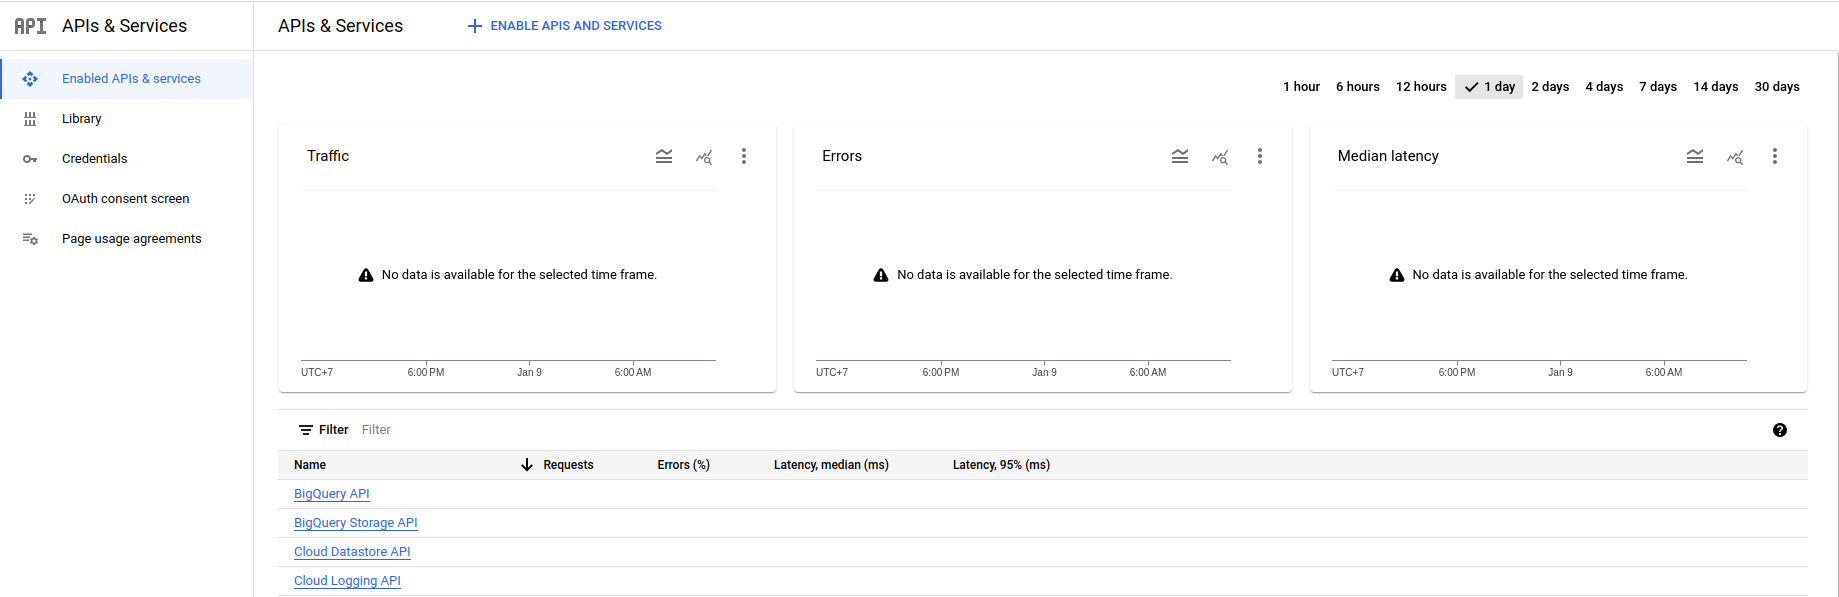 API APIs & Services
Enabled APIs & services
Library
Credentials
OAuth consent screen
Page usage agreements
APIs & Services
ENABLE APIS AND SERVICES
1 hour 6 hours 12 hours 1 day 2 days 4 days 7 days 14 days 30 days
Traffic
No data is available for the selected time frame.
UTC+7 6:00 PM Jan 9 6:00 AM
Errors
No data is available for the selected time frame.
UTC+7 6:00 PM Jan 9 6:00 AM
Median latency
No data is available for the selected time frame.
UTC+7 6:00 PM Jan 9 6:00 AM
Filter Filter
Name Requests Errors (%) Latency, median (ms) Latency, 95% (ms)
BigQuery API
BigQuery Storage API
Cloud Datastore API
Cloud Logging API